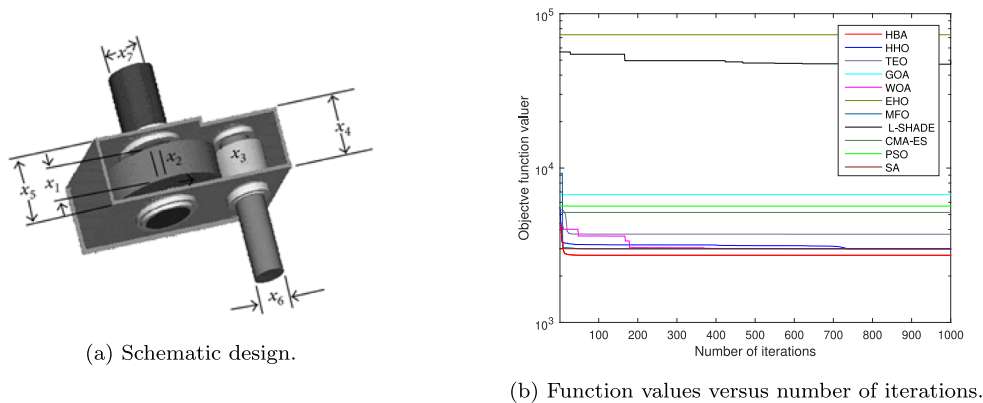 x7
x4
x2
x3
x1
x5
x6
(a) Schematic design.
10^5
10^4
10^3
Objectve function valuer
HBA
HHO
TEO
GOA
WOA
EHO
MFO
L-SHADE
CMA-ES
PSO
SA
100 200 300 400 500 600 700 800 900 1000
Number of iterations
(b) Function values versus number of iterations.